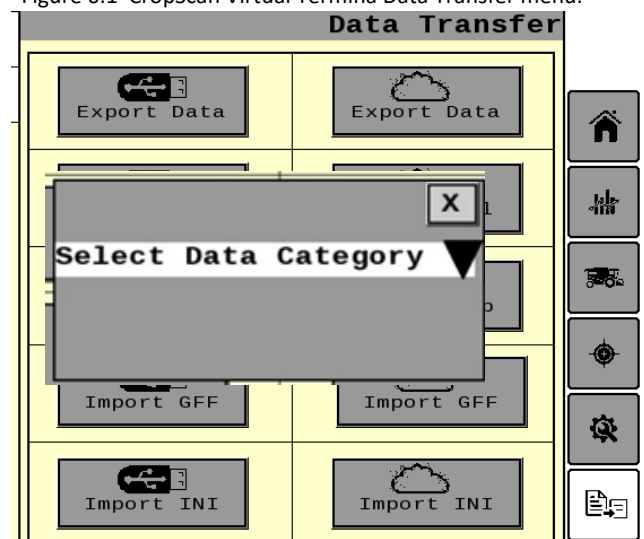 Figure 6.1 CropScan Virtual Termina Data Transfer menu.
Data Transfer
Export Data
Export Data
X
Select Data Category
Import GFF
Import GFF
Import INI
Import INI